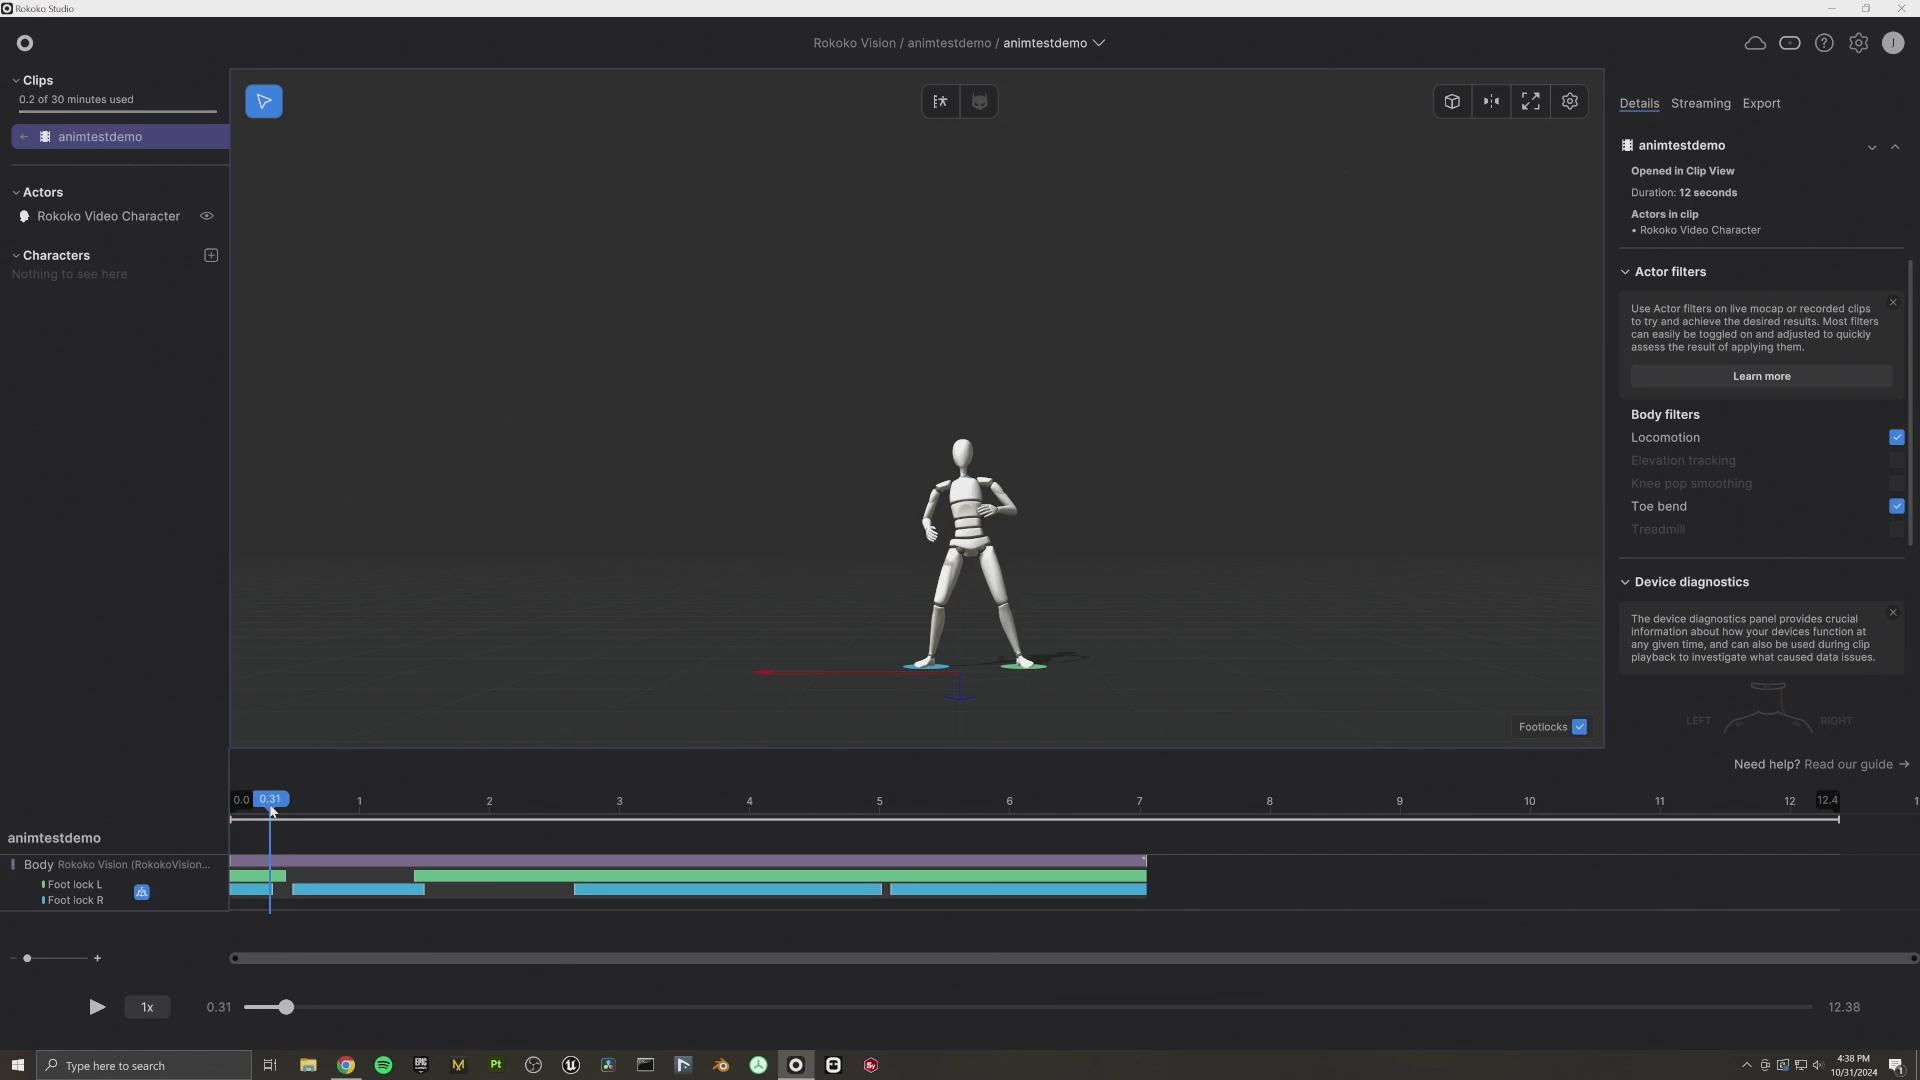 Rokoko Studio
Rokoko Vision / animtestdemo / animtestdemo
J
Clips
0.2 of 30 minutes used
animtestdemo
Actors
Rokoko Video Character
Characters
Nothing to see here
Details Streaming Export
animtestdemo
Opened in Clip View
Duration: 12 seconds
Actors in clip
• Rokoko Video Character
Actor filters
Use Actor filters on live mocap or recorded clips
to try and achieve the desired results. Most filters
can easily be toggled on and adjusted to quickly
assess the result of applying them.
Learn more
Body filters
Locomotion
Elevation tracking
Knee pop smoothing
Toe bend
Treadmill
Device diagnostics
The device diagnostics panel provides crucial
information about how your devices function at
any given time, and can also be used during clip
playback to investigate what caused data issues.
LEFT RIGHT
Footlocks
Need help? Read our guide →
0.0 0.31 1 2 3 4 5 6 7 8 9 10 11 12 12.4 1
animtestdemo
Body Rokoko Vision (RokokoVision...
Foot lock L
Foot lock R
- +
1x 0.31 12.38
Type here to search
EPIC
Pt
Sy
4:38 PM
10/31/2024
1